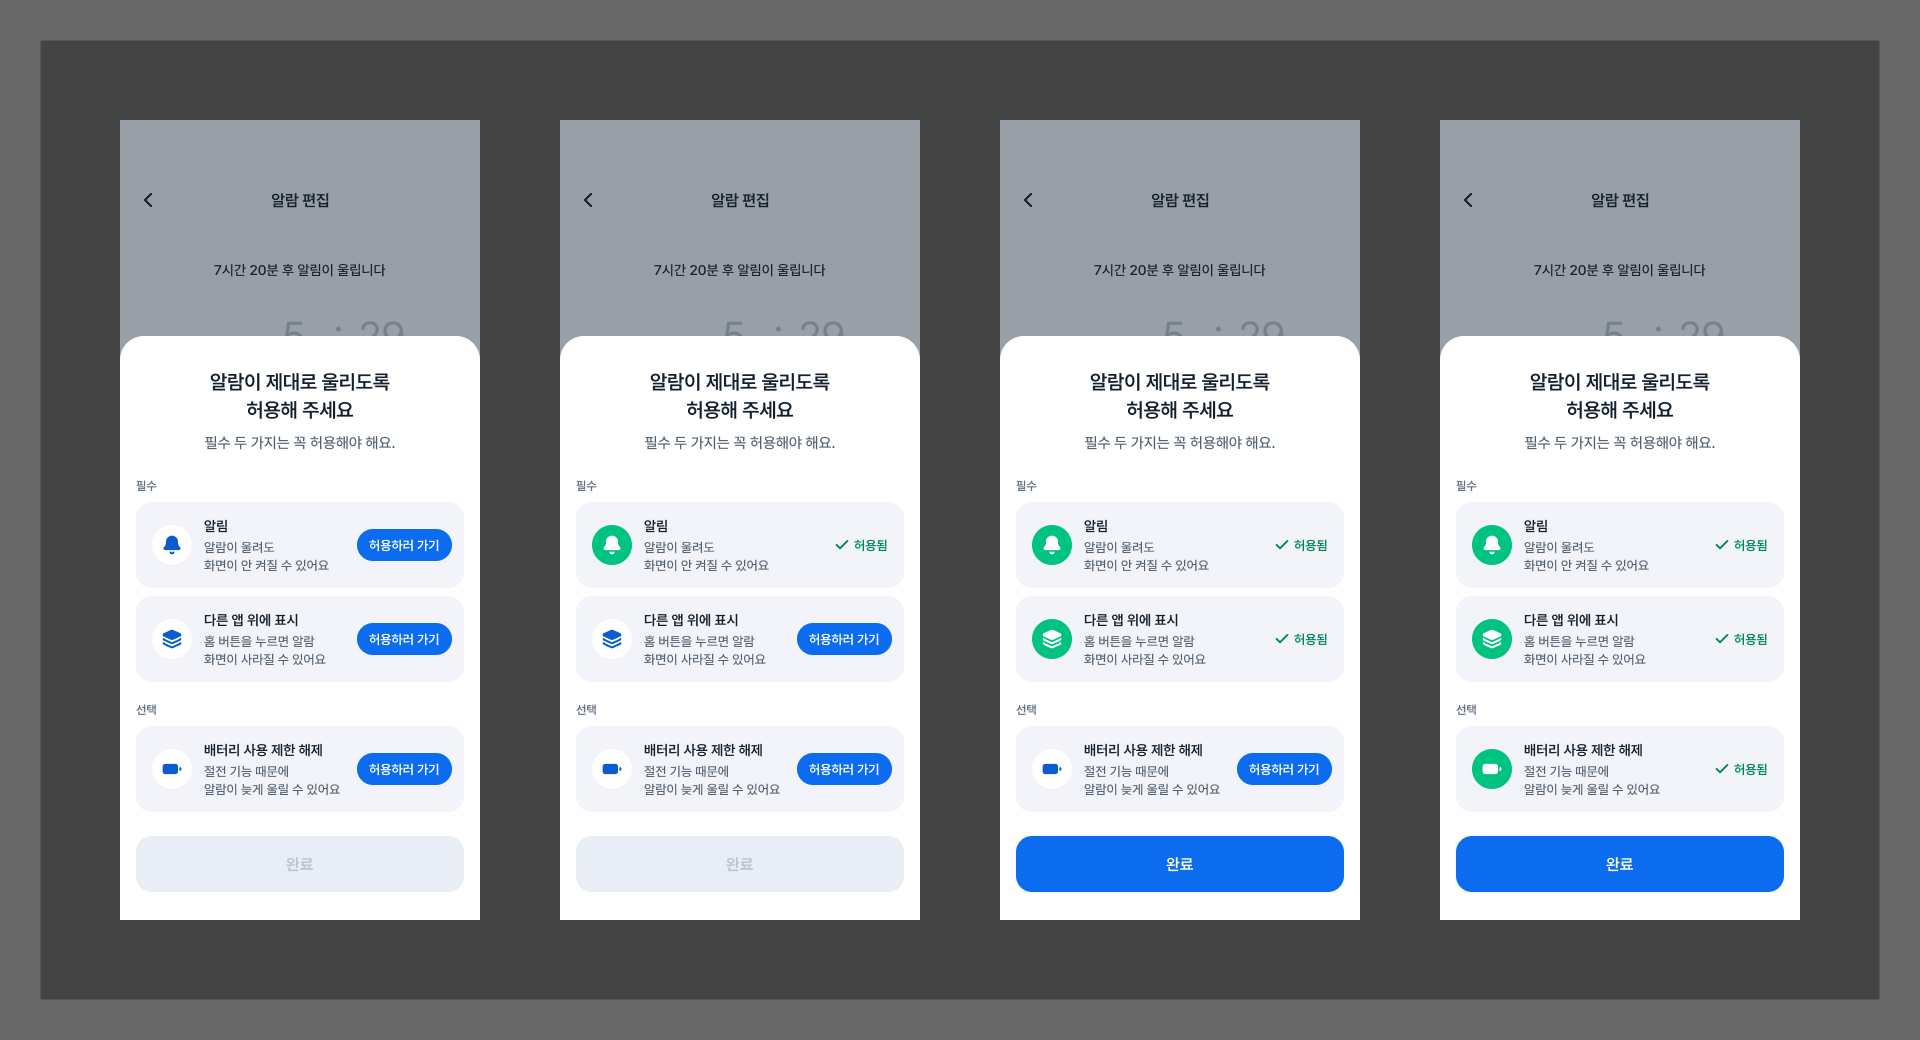 알람 편집
7시간 20분 후 알림이 울립니다
5 : 29
알람이 제대로 울리도록
허용해 주세요
필수 두 가지는 꼭 허용해야 해요.
필수
알림
알람이 울려도
화면이 안 켜질 수 있어요
허용하러 가기
다른 앱 위에 표시
홈 버튼을 누르면 알람
화면이 사라질 수 있어요
허용하러 가기
선택
배터리 사용 제한 해제
절전 기능 때문에
알람이 늦게 울릴 수 있어요
허용하러 가기
완료
알람 편집
7시간 20분 후 알림이 울립니다
5 : 29
알람이 제대로 울리도록
허용해 주세요
필수 두 가지는 꼭 허용해야 해요.
필수
알림
알람이 울려도
화면이 안 켜질 수 있어요
허용됨
다른 앱 위에 표시
홈 버튼을 누르면 알람
화면이 사라질 수 있어요
허용하러 가기
선택
배터리 사용 제한 해제
절전 기능 때문에
알람이 늦게 울릴 수 있어요
허용하러 가기
완료
알람 편집
7시간 20분 후 알림이 울립니다
5 : 29
알람이 제대로 울리도록
허용해 주세요
필수 두 가지는 꼭 허용해야 해요.
필수
알림
알람이 울려도
화면이 안 켜질 수 있어요
허용됨
다른 앱 위에 표시
홈 버튼을 누르면 알람
화면이 사라질 수 있어요
허용됨
선택
배터리 사용 제한 해제
절전 기능 때문에
알람이 늦게 울릴 수 있어요
허용하러 가기
완료
알람 편집
7시간 20분 후 알림이 울립니다
5 : 29
알람이 제대로 울리도록
허용해 주세요
필수 두 가지는 꼭 허용해야 해요.
필수
알림
알람이 울려도
화면이 안 켜질 수 있어요
허용됨
다른 앱 위에 표시
홈 버튼을 누르면 알람
화면이 사라질 수 있어요
허용됨
선택
배터리 사용 제한 해제
절전 기능 때문에
알람이 늦게 울릴 수 있어요
허용됨
완료